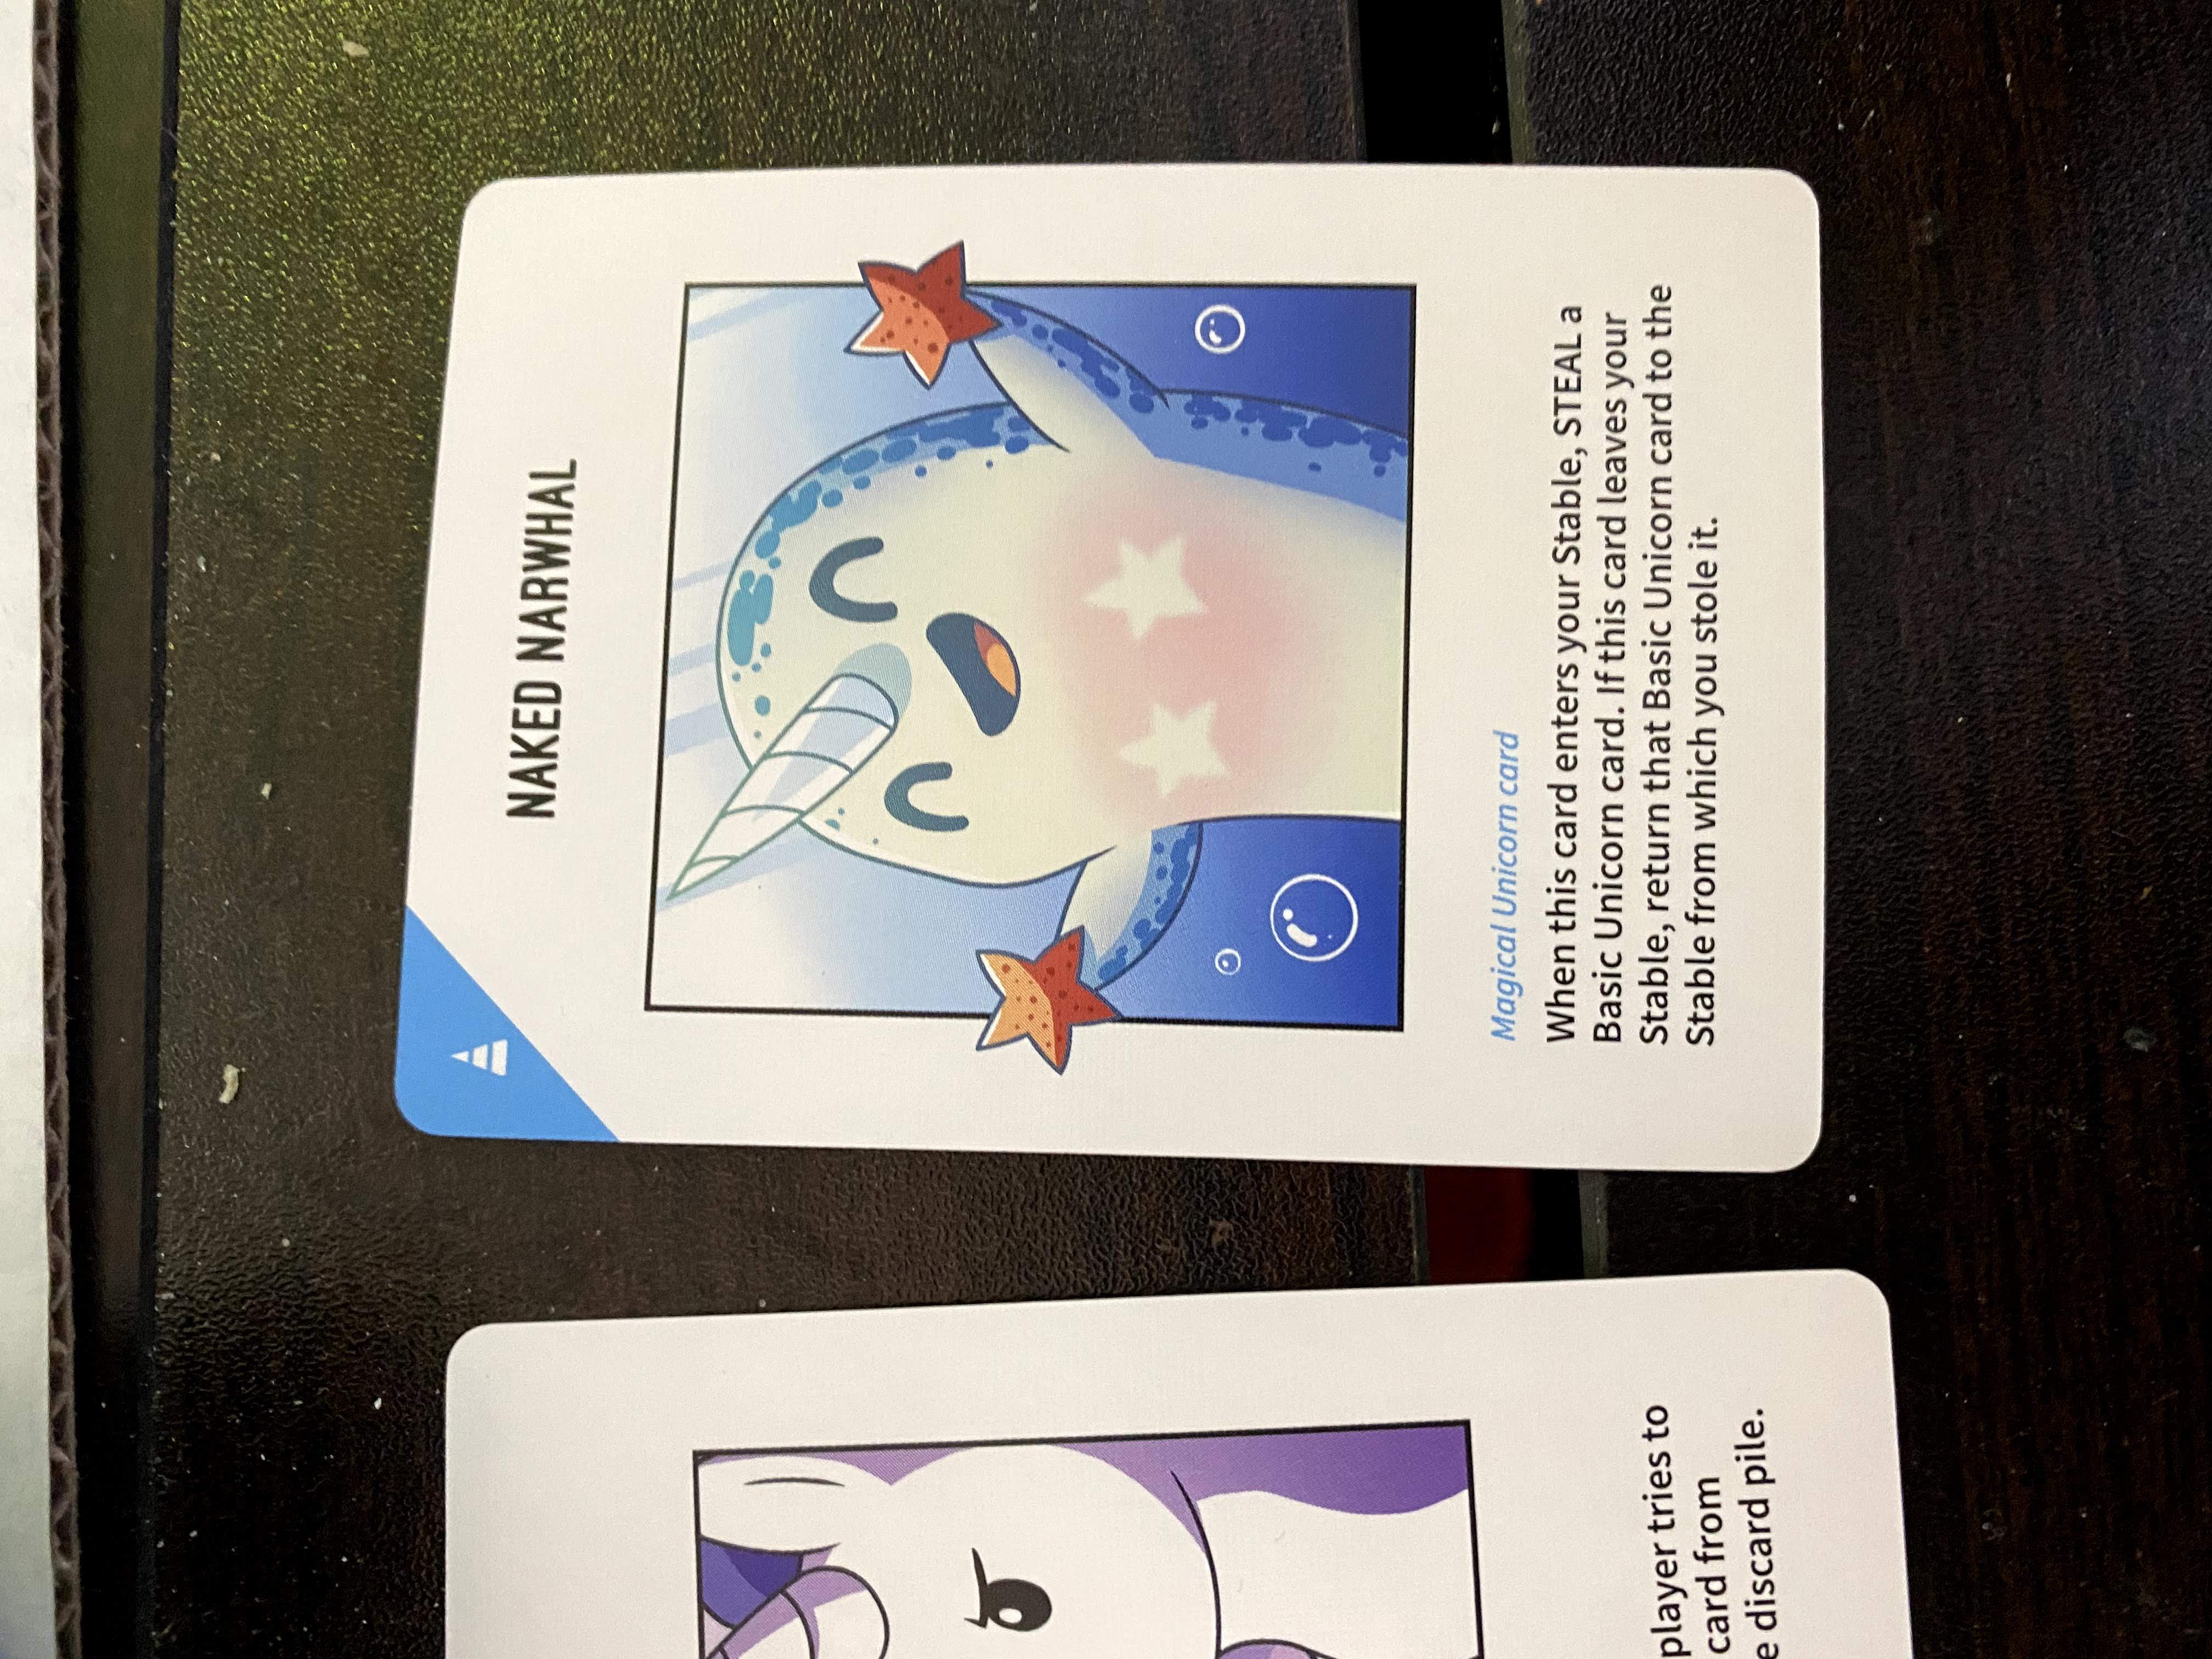 player tries to
card from
discard pile.
NAKED NARWHAL
Magical Unicorn card
When this card enters your Stable, STEAL a
Basic Unicorn card. If this card leaves your
Stable, return that Basic Unicorn card to the
Stable from which you stole it.